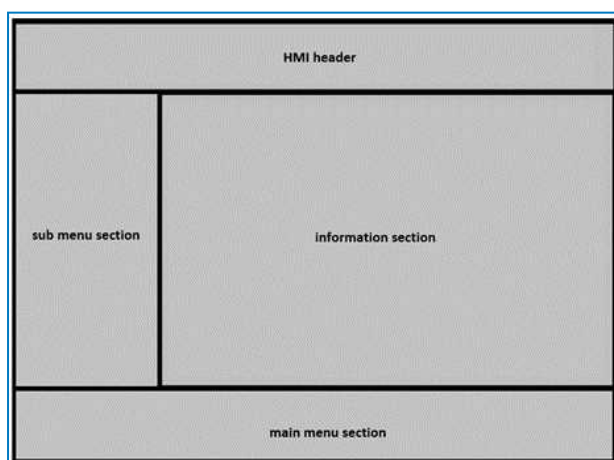 HMI header
sub menu section
information section
main menu section